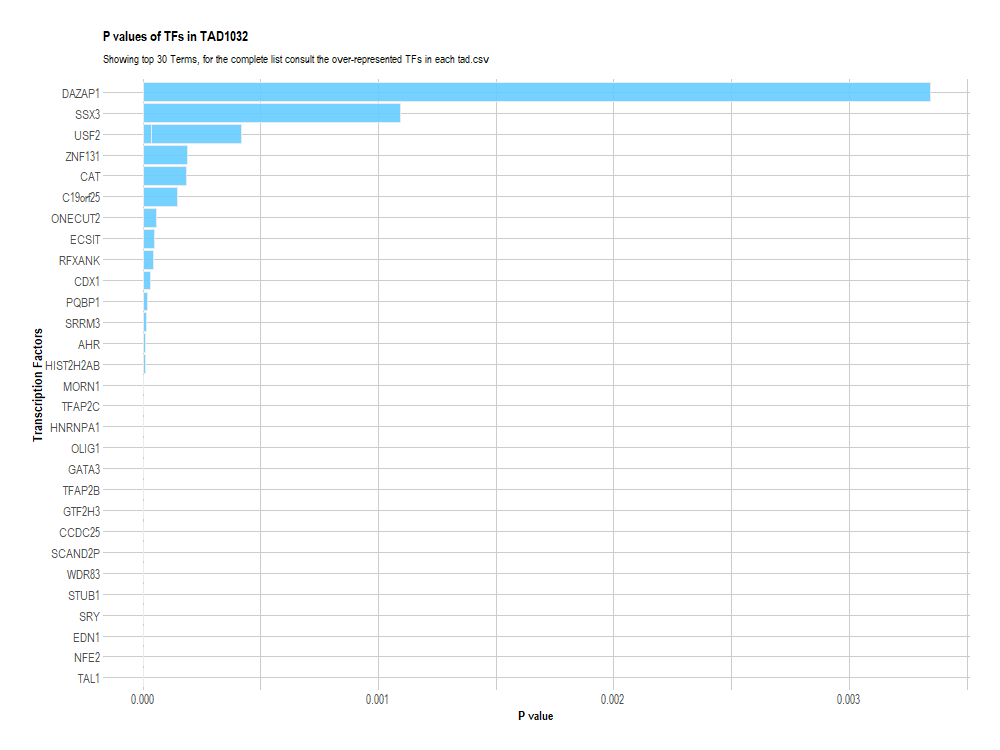 P values of TFs in TAD1032
Showing top 30 Terms, for the complete list consult the over-represented TFs in each tad.csv
Transcription Factors
DAZAP1
SSX3
USF2
ZNF131
CAT
C19orf25
ONECUT2
ECSIT
RFXANK
CDX1
PQBP1
SRRM3
AHR
HIST2H2AB
MORN1
TFAP2C
HNRNPA1
OLIG1
GATA3
TFAP2B
GTF2H3
CCDC25
SCAND2P
WDR83
STUB1
SRY
EDN1
NFE2
TAL1
0.000 0.001 0.002 0.003
P value